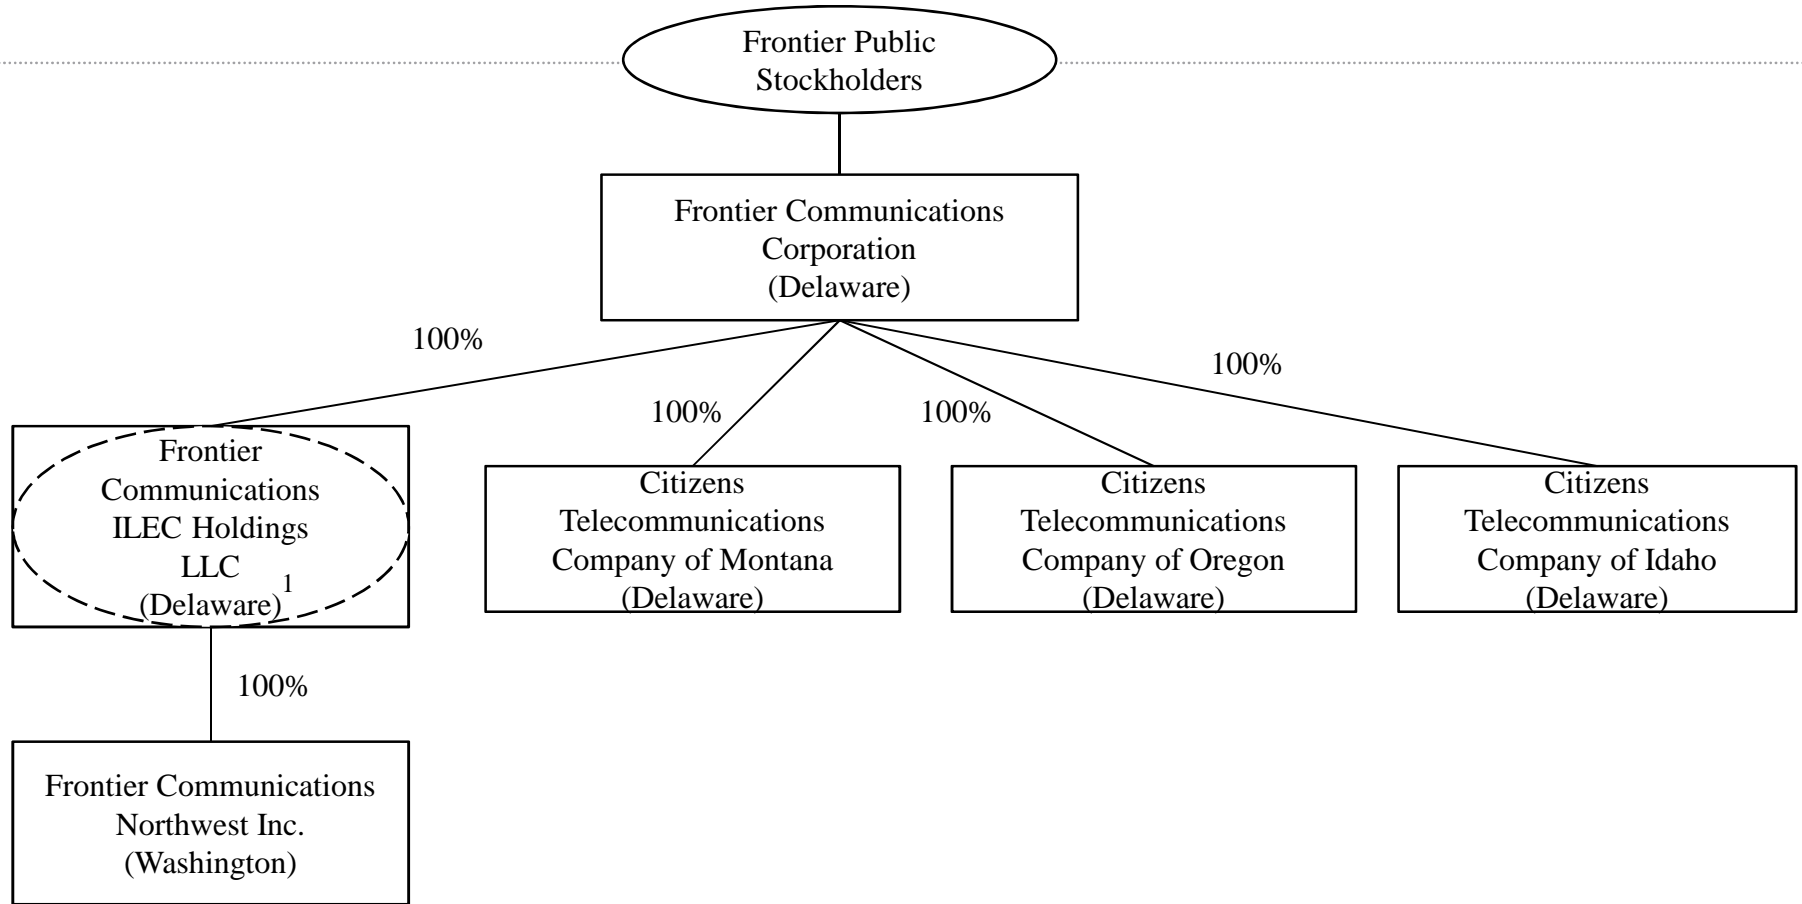 Frontier Public
Stockholders
Frontier Communications
Corporation
(Delaware)
100%
100%
100%
100%
Frontier
Communications
ILEC Holdings
LLC
(Delaware)1
Citizens
Telecommunications
Company of Montana
(Delaware)
Citizens
Telecommunications
Company of Oregon
(Delaware)
Citizens
Telecommunications
Company of Idaho
(Delaware)
100%
Frontier Communications
Northwest Inc.
(Washington)